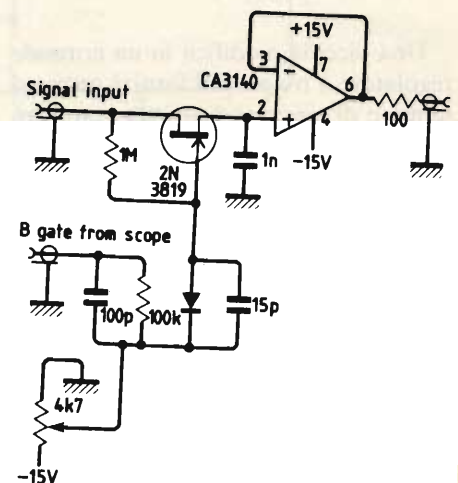 +15V
3
7
CA3140
6
Signal input
2
4
-15V
100
1M
1n
2N
3819
B gate from scope
100p
100k
15p
4k7
-15V